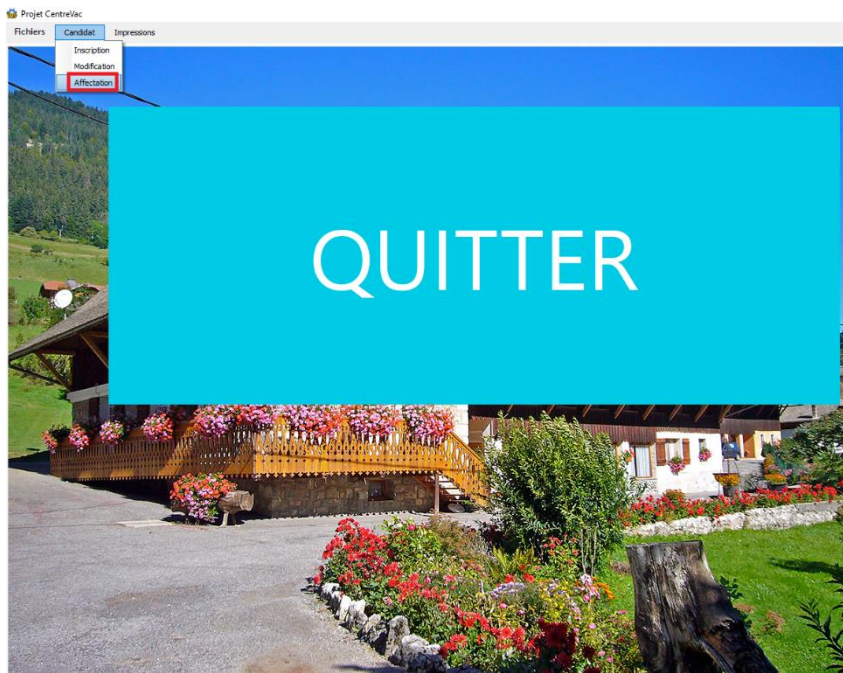 Projet CentreVac
Fichiers Candidat Impressions
Inscription
Modification
Affectation
QUITTER